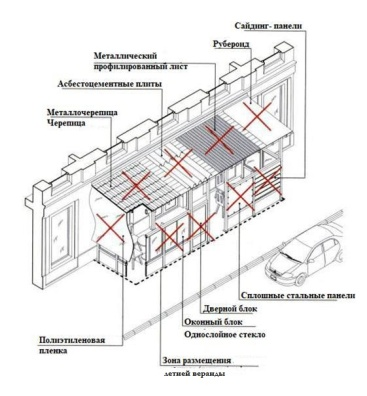 Сайдинг- панели
Рубероид
Металлический
профилированный лист
Асбестоцементные плиты
Металлочерепица
Черепица
Сплошные стальные панели
Дверной блок
Оконный блок
Однослойное стекло
Полиэтиленовая
пленка
Зона размещения
летней веранды